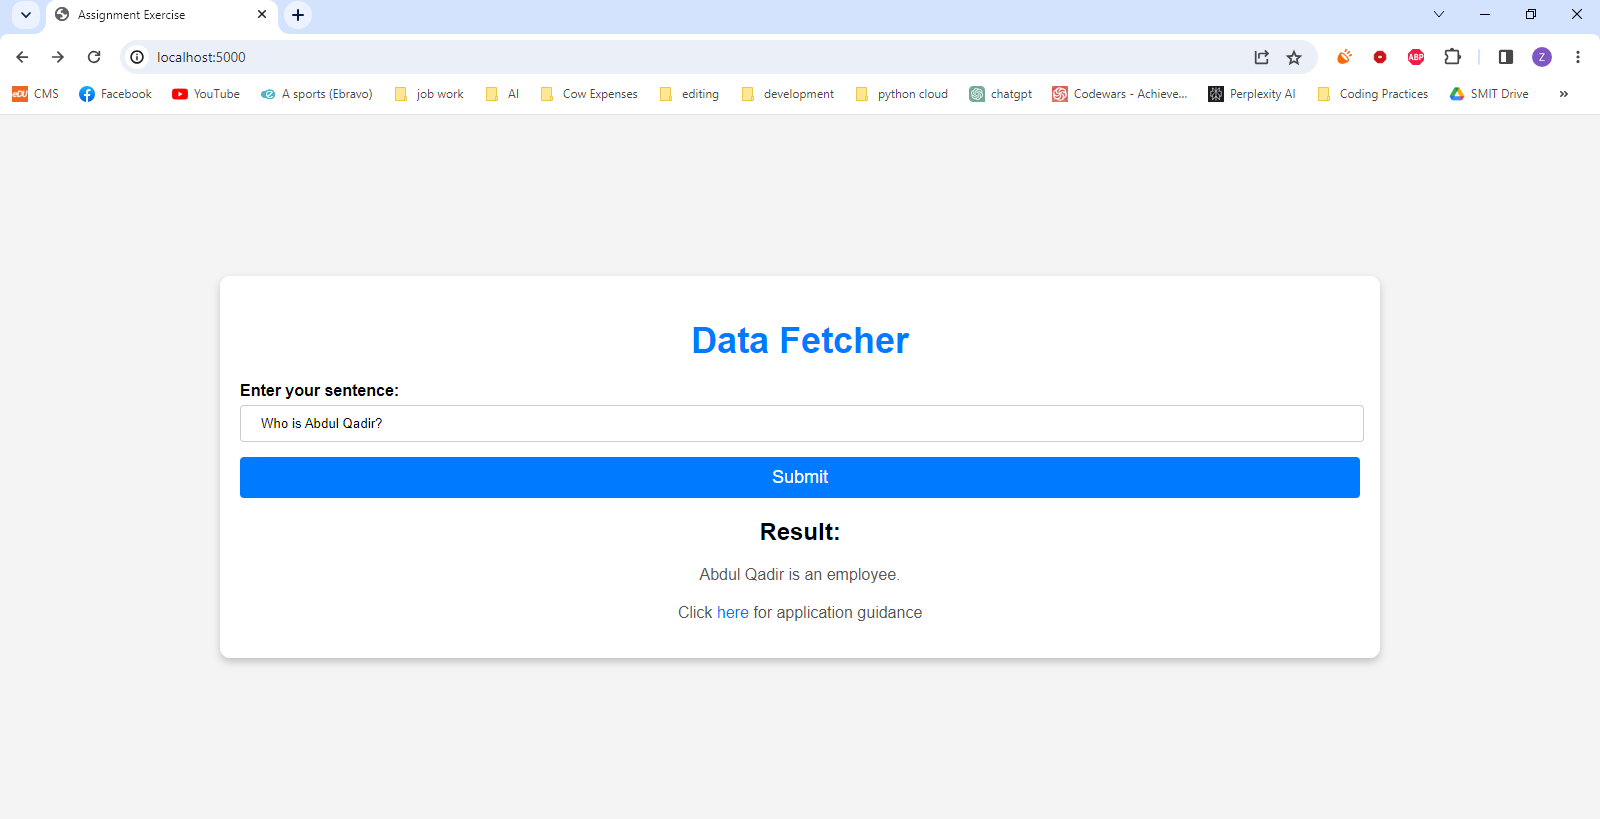 Assignment Exercise
localhost:5000
ABP
Z
eDU CMS Facebook YouTube A sports (Ebravo) job work AI Cow Expenses editing development python cloud chatgpt Codewars - Achieve... Perplexity AI Coding Practices SMIT Drive »
Data Fetcher
Enter your sentence:
Who is Abdul Qadir?
Submit
Result:
Abdul Qadir is an employee.
Click here for application guidance